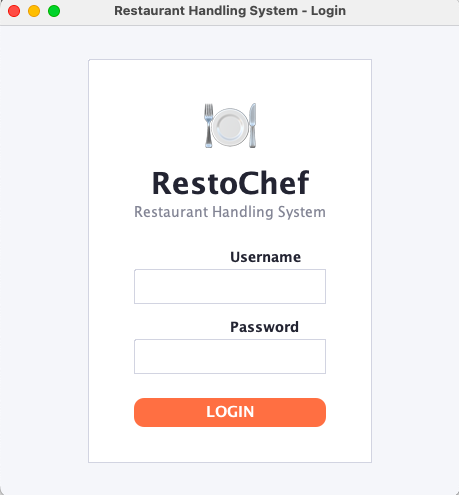 Restaurant Handling System - Login
RestoChef
Restaurant Handling System
Username
Password
LOGIN